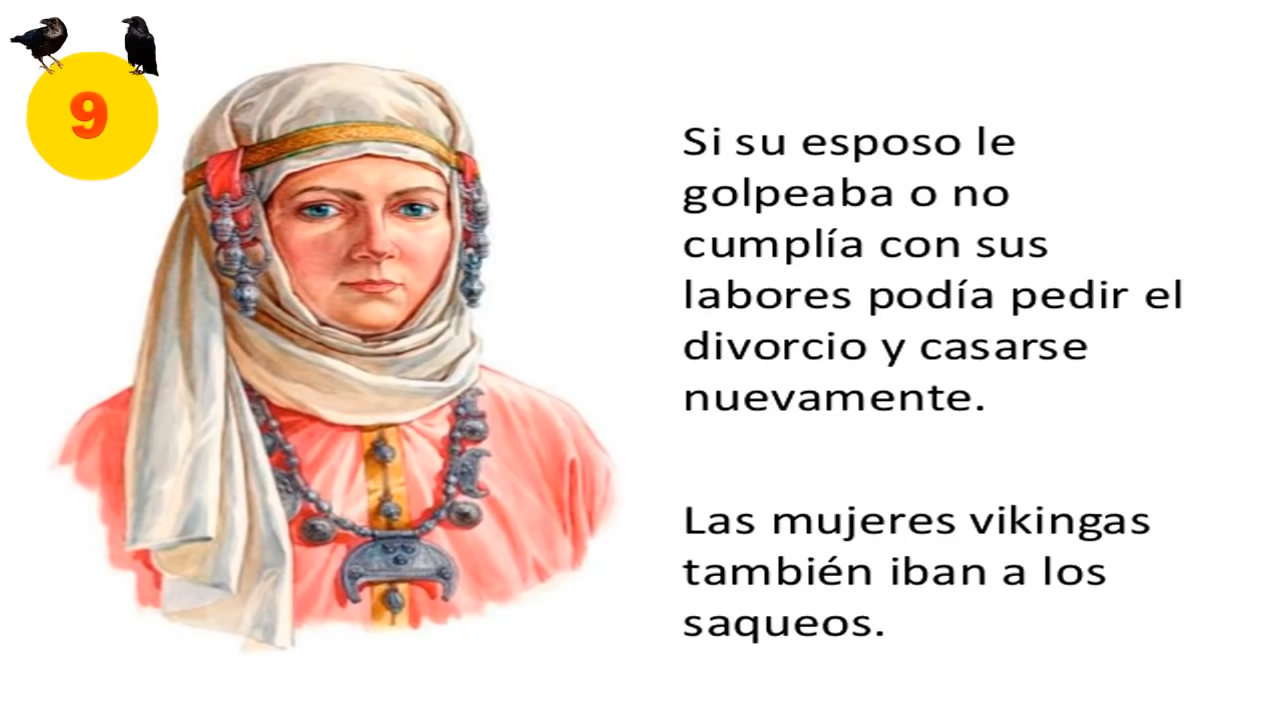 9
Si su esposo le
golpeaba o no
cumplía con sus
labores podía pedir el
divorcio y casarse
nuevamente.
Las mujeres vikingas
también iban a los
saqueos.